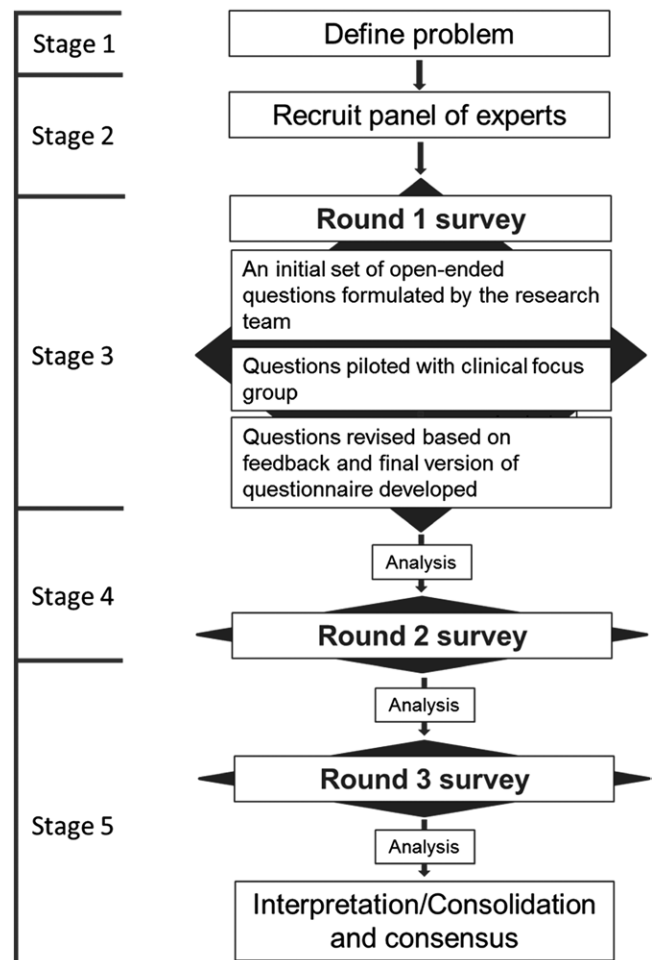 Stage 1
Define problem
Stage 2
Recruit panel of experts
Stage 3
Round 1 survey
An initial set of open-ended
questions formulated by the research
team
Questions piloted with clinical focus
group
Questions revised based on
feedback and final version of
questionnaire developed
Stage 4
Analysis
Round 2 survey
Stage 5
Analysis
Round 3 survey
Analysis
Interpretation/Consolidation
and consensus